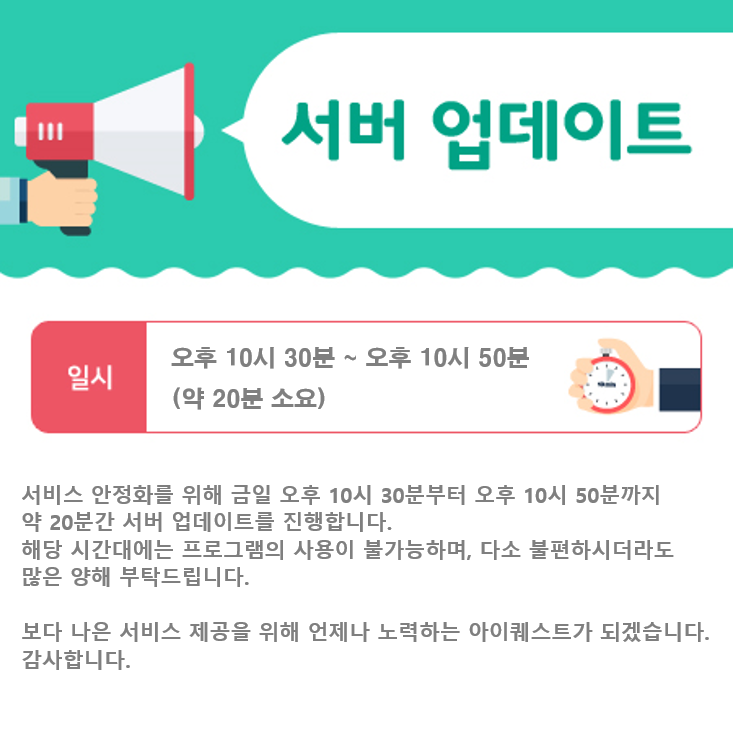 서버 업데이트
일시
오후 10시 30분 ~ 오후 10시 50분
(약 20분 소요)
서비스 안정화를 위해 금일 오후 10시 30분부터 오후 10시 50분까지
약 20분간 서버 업데이트를 진행합니다.
해당 시간대에는 프로그램의 사용이 불가능하며, 다소 불편하시더라도
많은 양해 부탁드립니다.
보다 나은 서비스 제공을 위해 언제나 노력하는 아이퀘스트가 되겠습니다.
감사합니다.